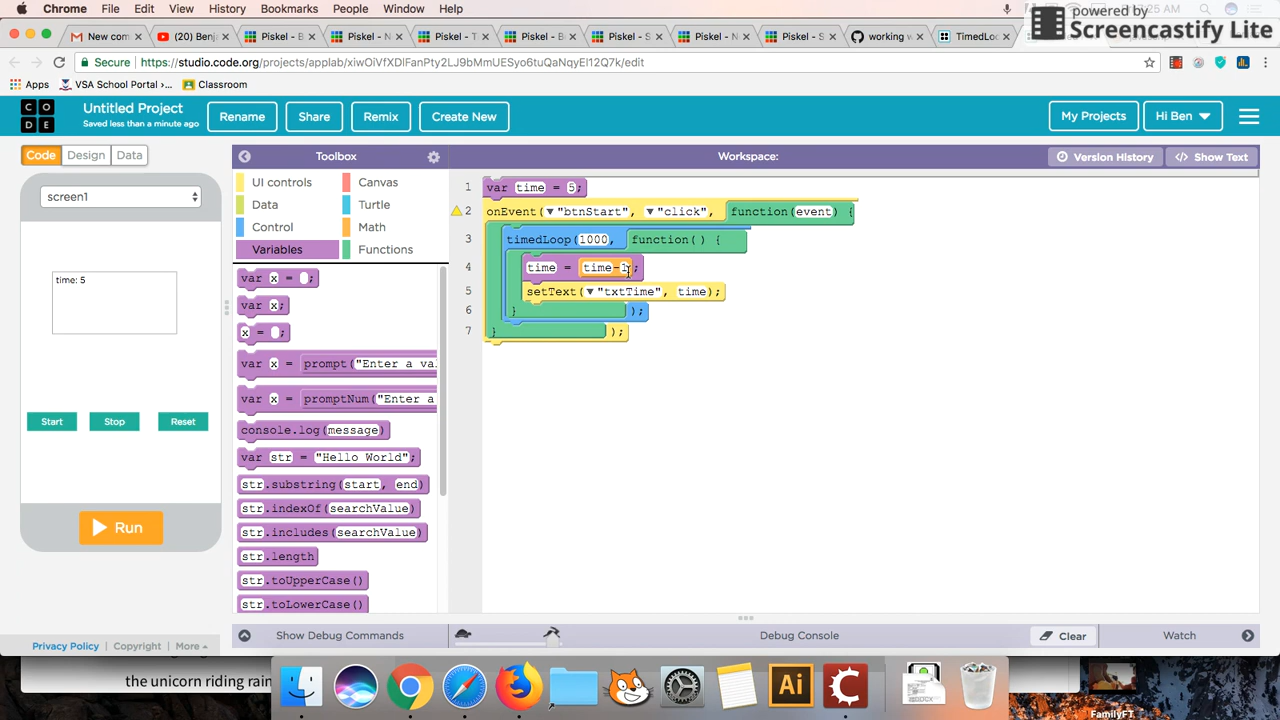 Chrome File Edit View History Bookmarks People Window Help
:25 AM
powered by
Screencastify Lite
New com
(20) Benj
Piskel - B
Piskel - T
Piskel - B
Piskel - S
Piskel - N
Piskel - S
working w
TimedLoo
Secure https://studio.code.org/projects/applab/xiwOiVfXDlFanPty2LJ9bMmUESyo6tuQaNqyEl12Q7k/edit
Apps VSA School Portal >... Classroom
C O D E
Untitled Project
Saved less than a minute ago
Rename Share Remix Create New
My Projects Hi Ben
Code Design Data
Toolbox
Workspace:
Version History </> Show Text
screen1
UI controls Canvas
Data Turtle
Control Math
Variables Functions
var x = ;
var x;
x = ;
var x = prompt("Enter a val
var x = promptNum("Enter a
console.log(message)
var str = "Hello World";
str.substring(start, end)
str.indexOf(searchValue)
str.includes(searchValue)
str.length
str.toUpperCase()
str.toLowerCase()
1 var time = 5;
2 onEvent("btnStart", "click", function(event) {
3 timedLoop(1000, function() {
4 time = time-1;
5 setText("txtTime", time);
6 } );
7 } );
time: 5
Start Stop Reset
Run
Show Debug Commands
Debug Console
Clear
Watch
Privacy Policy | Copyright | More
the unicorn riding rain
Ai
DOCX
FamilyFT